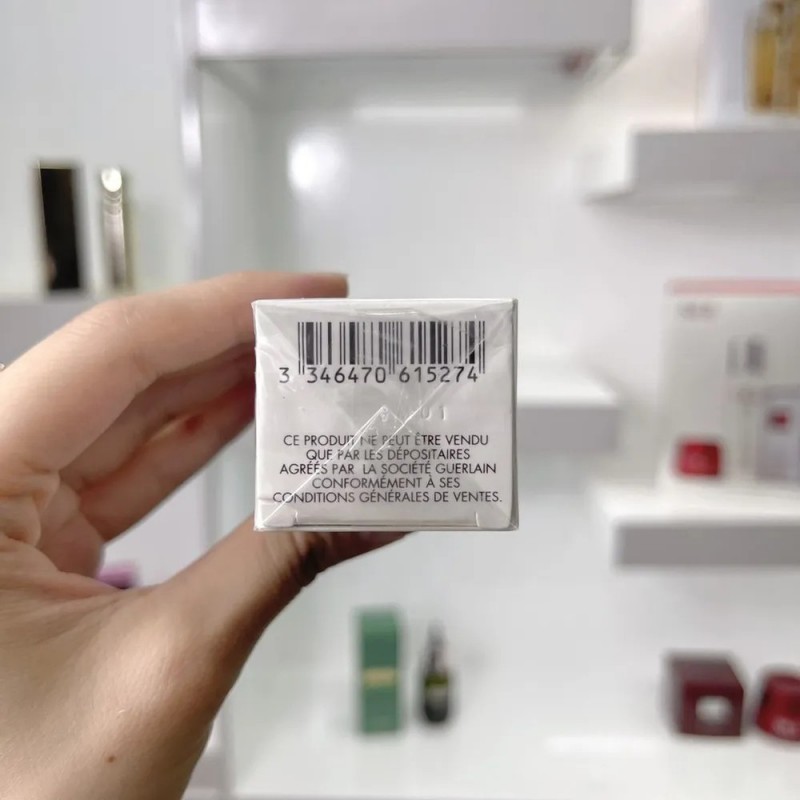 3 346470 615274
CE PRODUIT NE PEUT ÊTRE VENDU
QUE PAR LES DÉPOSITAIRES
AGRÉÉS PAR LA SOCIÉTÉ GUERLAIN
CONFORMÉMENT À SES
CONDITIONS GÉNÉRALES DE VENTES.